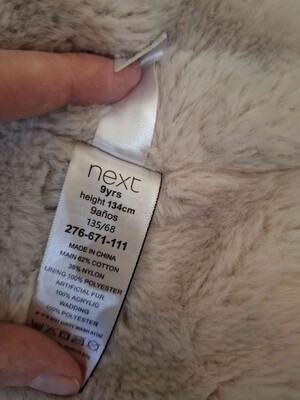 next
9yrs
height 134cm
9años
135/68
276-671-111
MADE IN CHINA
MAIN 62% COTTON
38% NYLON
LINING 100% POLYESTER
ARTIFICIAL FUR
100% ACRYLIC
WADDING
100% POLYESTER